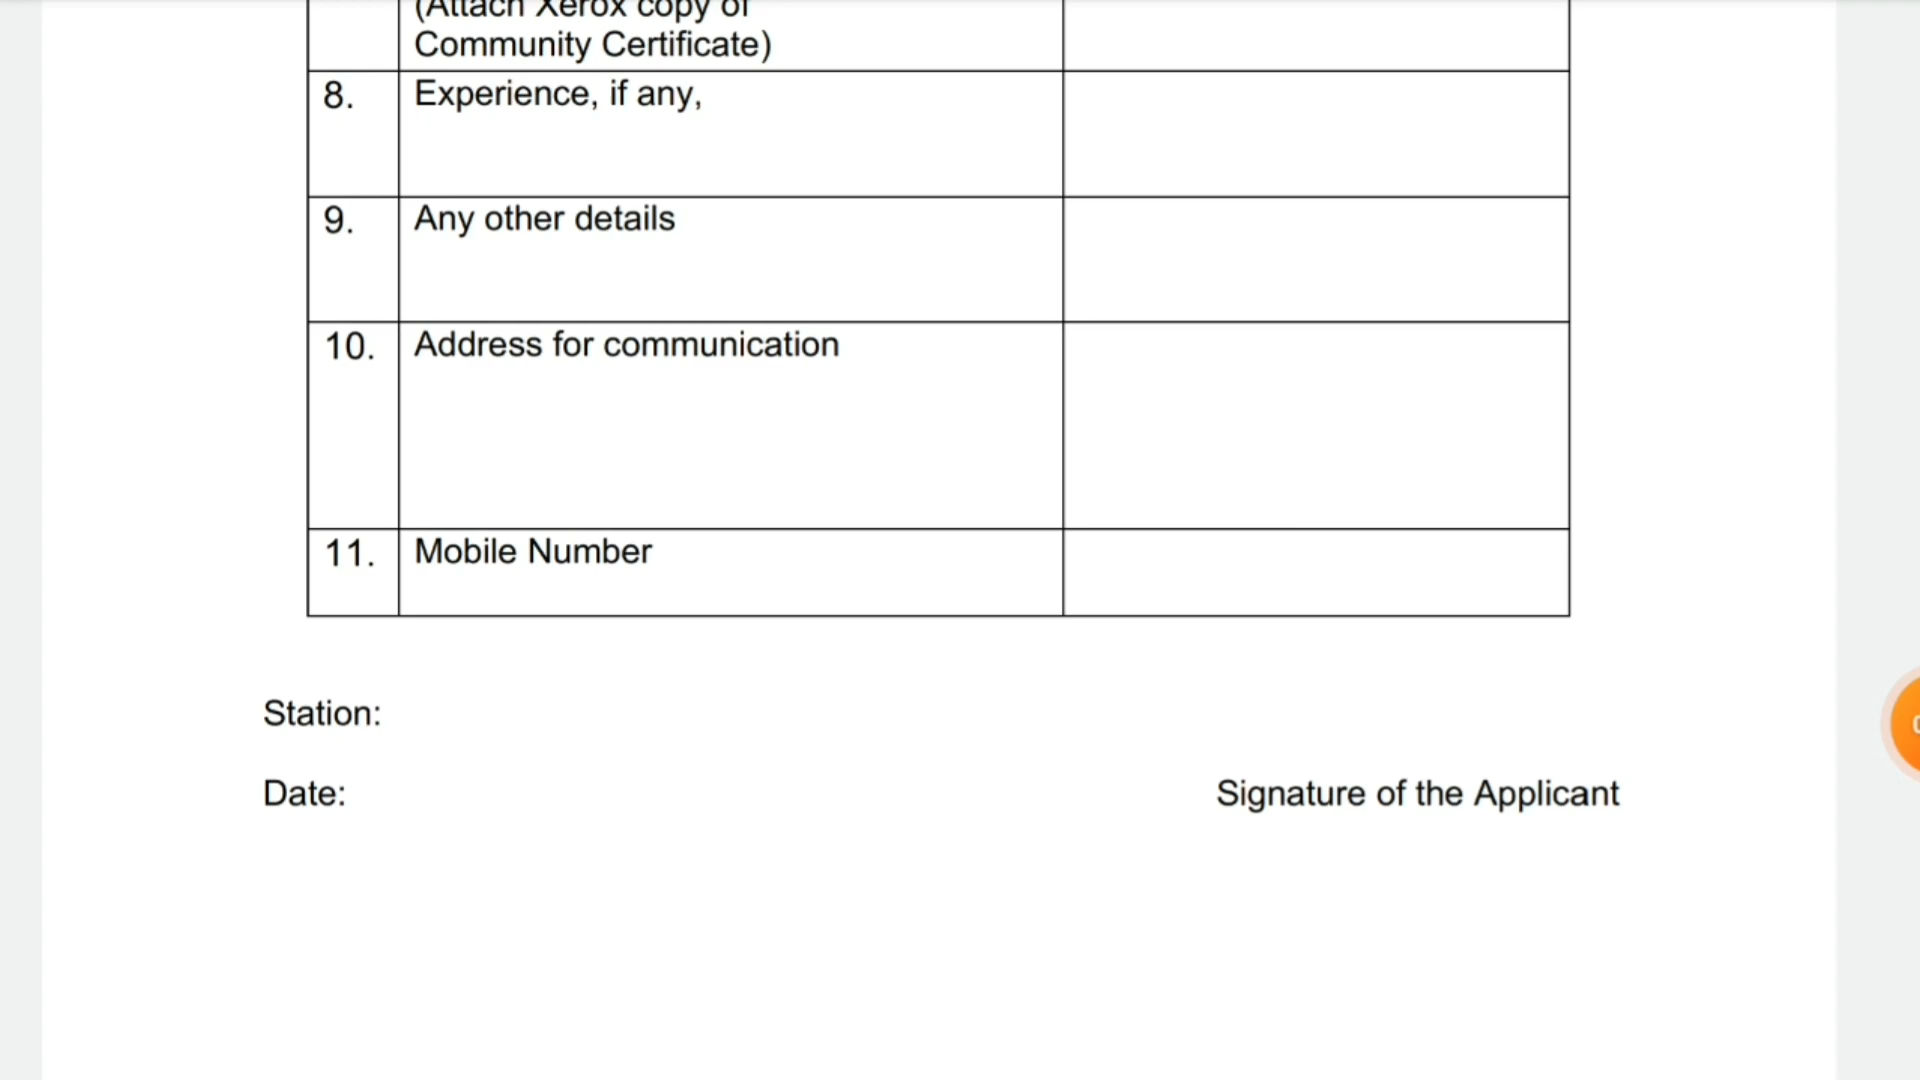 (Attach Xerox copy of
Community Certificate)
8. Experience, if any,
9. Any other details
10. Address for communication
11. Mobile Number
Station:
Date: Signature of the Applicant